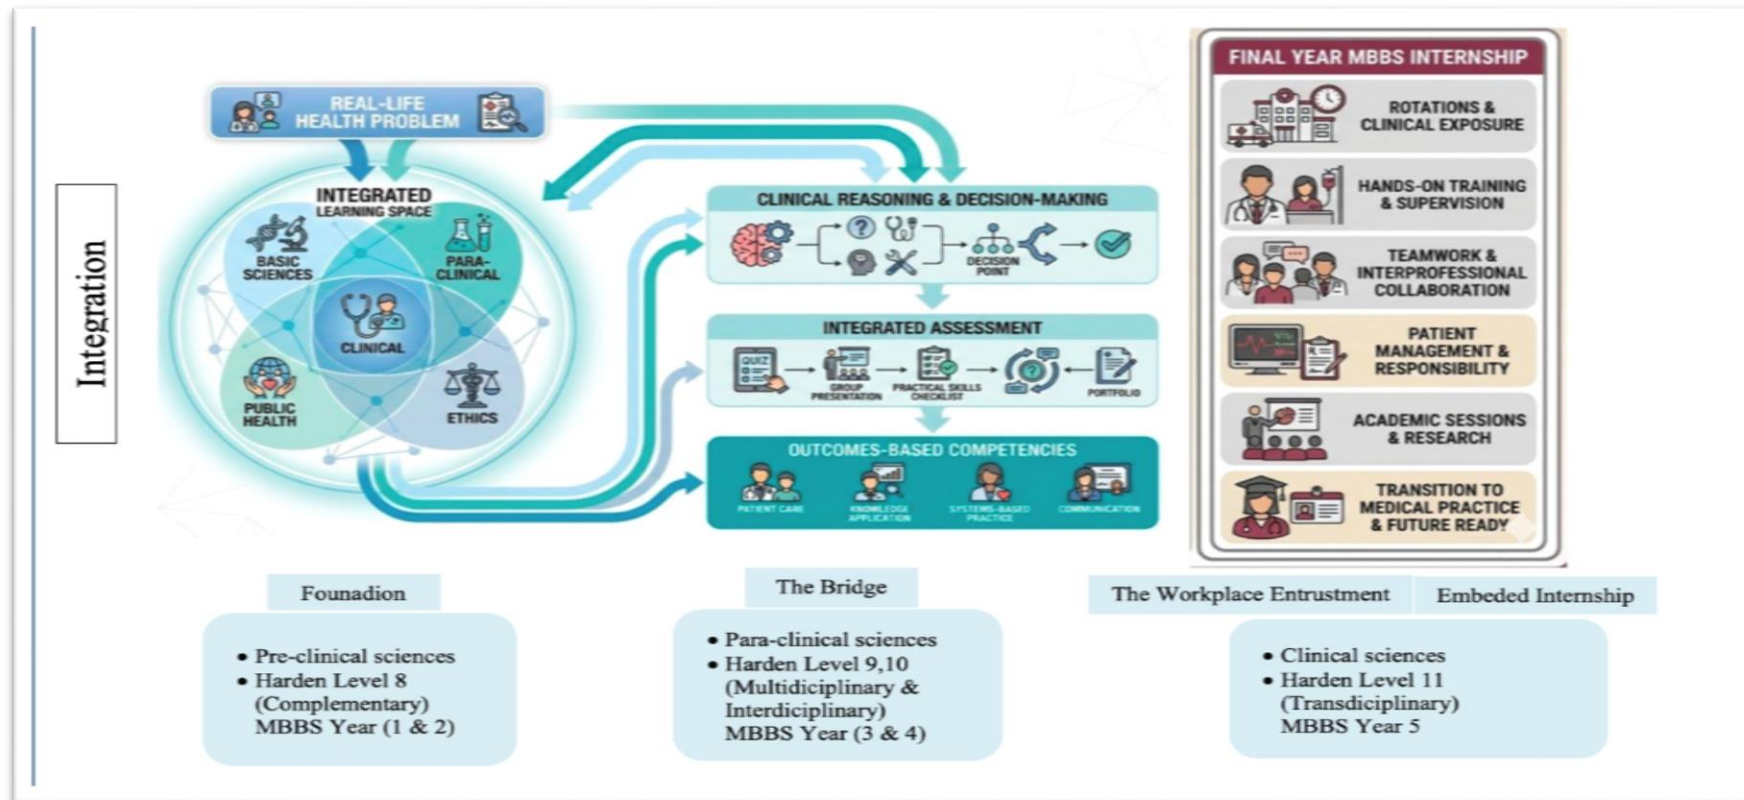 Integration
REAL-LIFE
HEALTH PROBLEM
INTEGRATED
LEARNING SPACE
BASIC
SCIENCES
PARA-
CLINICAL
CLINICAL
PUBLIC
HEALTH
ETHICS
CLINICAL REASONING & DECISION-MAKING
?
DECISION
POINT
INTEGRATED ASSESSMENT
QUIZ
?
GROUP
PRESENTATION
PRACTICAL SKILLS
CHECKLIST
PORTFOLIO
OUTCOMES-BASED COMPETENCIES
PATIENT CARE
KNOWLEDGE
APPLICATION
SYSTEMS-BASED
PRACTICE
COMMUNICATION
FINAL YEAR MBBS INTERNSHIP
ROTATIONS &
CLINICAL EXPOSURE
HANDS-ON TRAINING
& SUPERVISION
TEAMWORK &
INTERPROFESSIONAL
COLLABORATION
PATIENT
MANAGEMENT &
RESPONSIBILITY
ACADEMIC SESSIONS
& RESEARCH
TRANSITION TO
MEDICAL PRACTICE
& FUTURE READY
Founadion
• Pre-clinical sciences
• Harden Level 8
(Complementary)
MBBS Year (1 & 2)
The Bridge
• Para-clinical sciences
• Harden Level 9,10
(Multidiciplinary &
Interdiciplinary)
MBBS Year (3 & 4)
The Workplace Entrustment
Embeded Internship
• Clinical sciences
• Harden Level 11
(Transdiciplinary)
MBBS Year 5